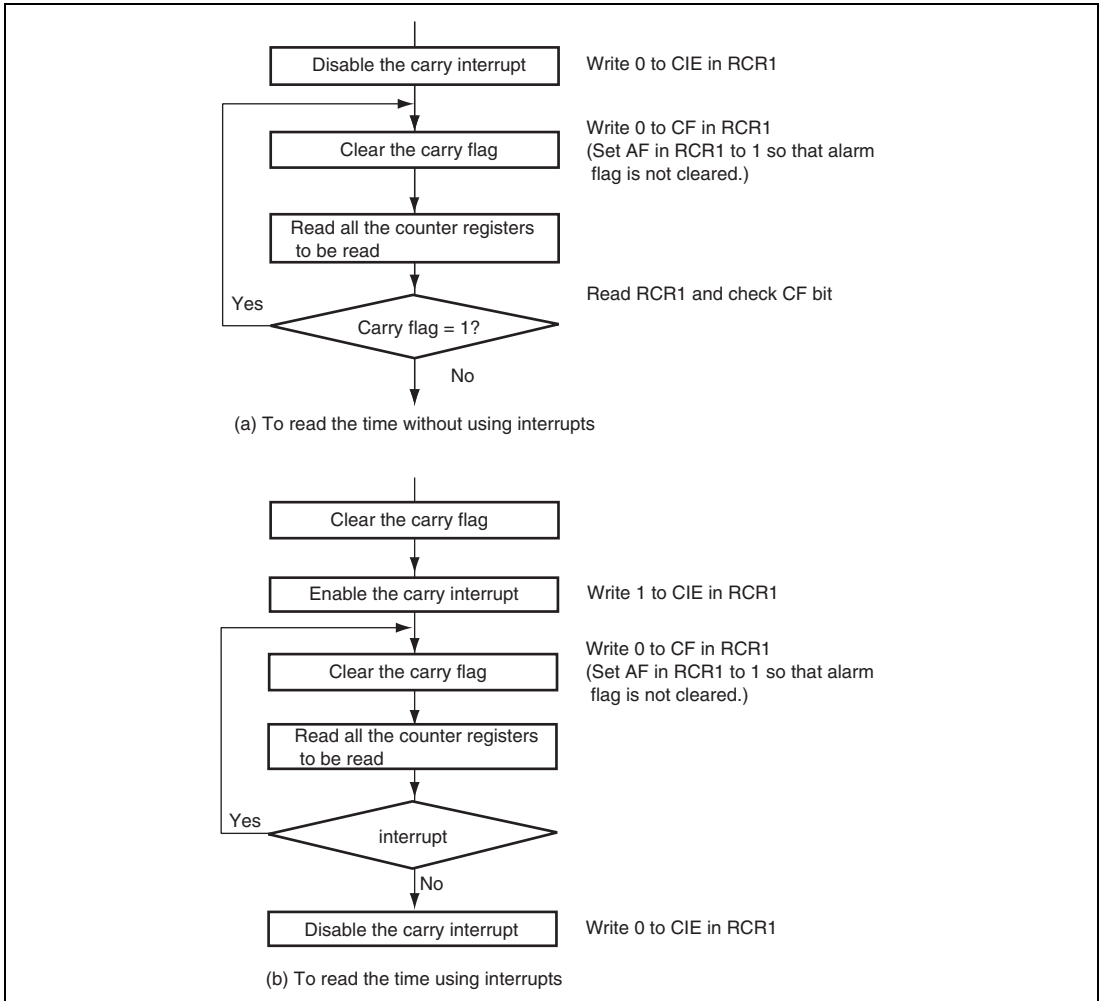 Disable the carry interrupt
Write 0 to CIE in RCR1
Clear the carry flag
Write 0 to CF in RCR1
(Set AF in RCR1 to 1 so that alarm
flag is not cleared.)
Read all the counter registers
to be read
Read RCR1 and check CF bit
Yes
Carry flag = 1?
No
(a) To read the time without using interrupts
Clear the carry flag
Enable the carry interrupt
Write 1 to CIE in RCR1
Clear the carry flag
Write 0 to CF in RCR1
(Set AF in RCR1 to 1 so that alarm
flag is not cleared.)
Read all the counter registers
to be read
Yes
interrupt
No
Disable the carry interrupt
Write 0 to CIE in RCR1
(b) To read the time using interrupts